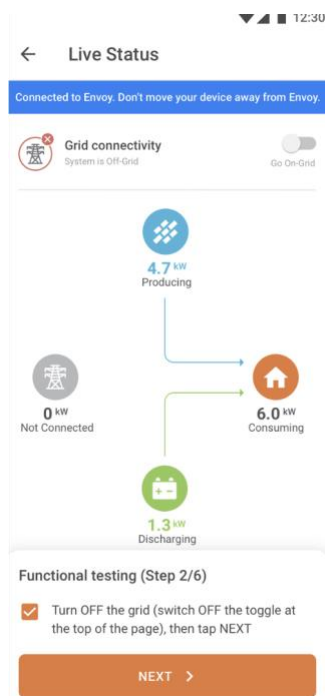 12:30
Live Status
Connected to Envoy. Don't move your device away from Envoy.
Grid connectivity
System is Off-Grid
Go On-Grid
4.7 kW
Producing
0 kW
Not Connected
6.0 kW
Consuming
1.3 kW
Discharging
Functional testing (Step 2/6)
Turn OFF the grid (switch OFF the toggle at
the top of the page), then tap NEXT
NEXT